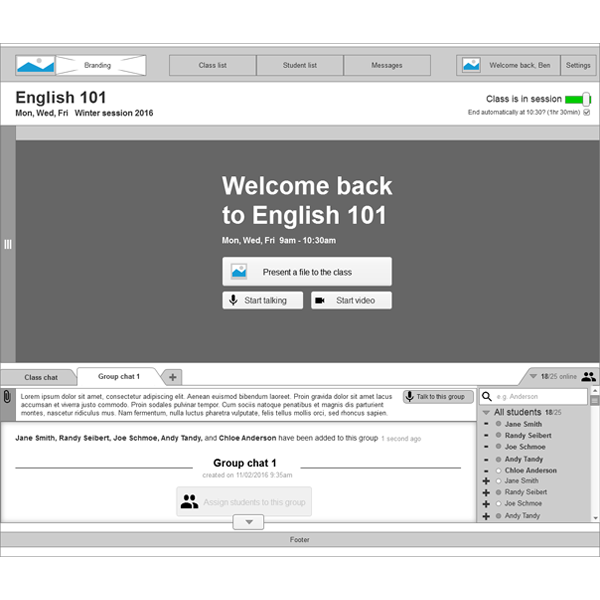 Branding
Class list
Student list
Messages
Welcome back, Ben
Settings
English 101
Mon, Wed, Fri Winter session 2016
Class is in session
End automatically at 10:30? (1hr 30min)
Welcome back
to English 101
Mon, Wed, Fri 9am - 10:30am
Present a file to the class
Start talking
Start video
Class chat
Group chat 1
18/25 online
Lorem ipsum dolor sit amet, consectetur adipiscing elit. Aenean euismod bibendum laoreet. Proin gravida dolor sit amet lacus
accumsan et viverra justo commodo. Proin sodales pulvinar tempor. Cum sociis natoque penatibus et magnis dis parturient
montes, nascetur ridiculus mus. Nam fermentum, nulla luctus pharetra vulputate, felis tellus mollis orci, sed rhoncus sapien.
Talk to this group
e.g. Anderson
All students 18/25
Jane Smith
Randy Seibert
Joe Schmoe
Andy Tandy
Chloe Anderson
Jane Smith
Randy Seibert
Joe Schmoe
Andy Tandy
Jane Smith, Randy Seibert, Joe Schmoe, Andy Tandy, and Chloe Anderson have been added to this group 1 second ago
Group chat 1
created on 11/02/2016 9.35am
Assign students to this group
Footer